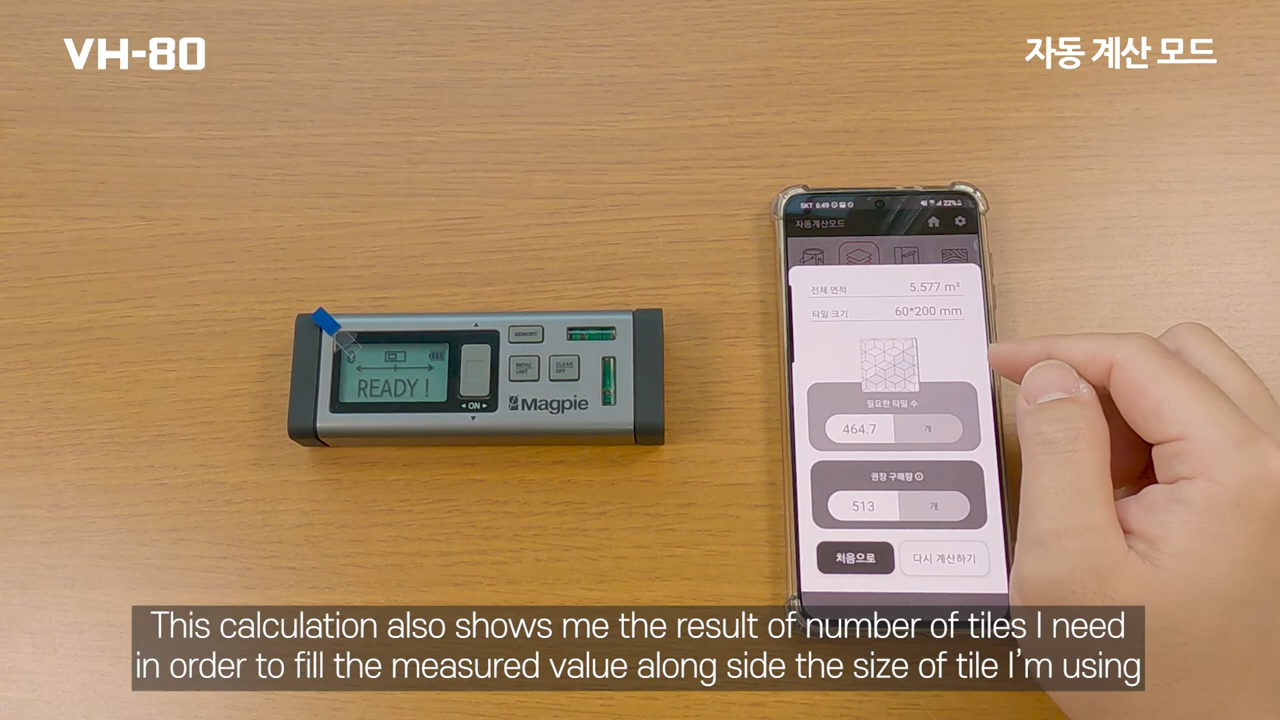 VH-80
자동 계산 모드
SKT 6:49
22%
자동계산모드
전체 면적 5.577 m²
타일 크기 60*200 mm
필요한 타일 수
464.7 개
권장 구매량
513 개
처음으로 다시 계산하기
READY !
MEMORY
MENU
UNIT
CLEAR
OFF
◄ ON ►
Magpie
This calculation also shows me the result of number of tiles I need
in order to fill the measured value along side the size of tile I'm using